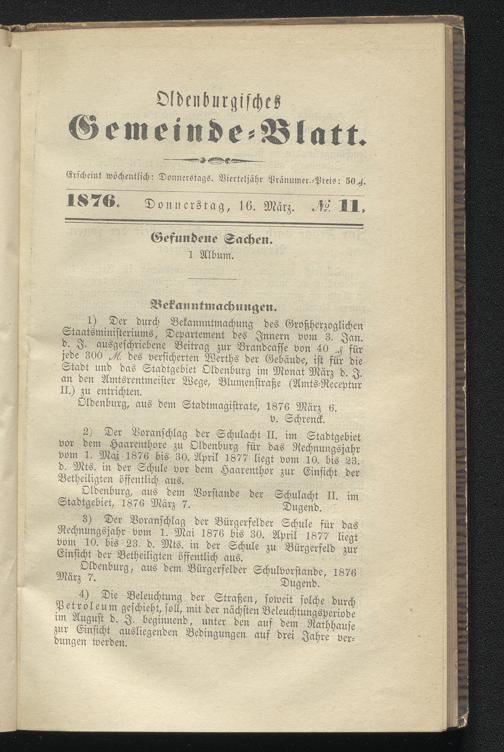 Oldenburgisches
Gemeinde-Blatt.
Erscheint wöchentlich: Donnerstags. Vierteljähr Pränumer.-Preis: 50 ₰.
1876. Donnerstag, 16. März. № 11.
Gefundene Sachen.
1 Album.
Bekanntmachungen.
1) Der durch Bekanntmachung des Großherzoglichen
Staatsministeriums, Departement des Innern vom 3. Jan.
d. J. ausgeschriebene Beitrag zur Brandcasse von 40 ₰ für
jede 300 ℳ des versicherten Werths der Gebäude, ist für die
Stadt und das Stadtgebiet Oldenburg im Monat März d. J.
an den Amtsrentmeister Wege, Blumenstraße (Amts-Receptur
II.) zu entrichten.
Oldenburg, aus dem Stadtmagistrate, 1876 März 6.
v. Schrenck.
2) Der Voranschlag der Schulacht II. im Stadtgebiet
vor dem Haarenthore zu Oldenburg für das Rechnungsjahr
vom 1. Mai 1876 bis 30. April 1877 liegt vom 10. bis 23.
d. Mts. in der Schule vor dem Haarenthor zur Einsicht der
Betheiligten öffentlich aus.
Oldenburg, aus dem Vorstande der Schulacht II. im
Stadtgebiet, 1876 März 7. Dugend.
3) Der Voranschlag der Bürgerfelder Schule für das
Rechnungsjahr vom 1. Mai 1876 bis 30. April 1877 liegt
vom 10. bis 23. d. Mts. in der Schule zu Bürgerfeld zur
Einsicht der Betheiligten öffentlich aus.
Oldenburg, aus dem Bürgerfelder Schulvorstande, 1876
März 7. Dugend.
4) Die Beleuchtung der Straßen, soweit solche durch
Petroleum geschieht, soll, mit der nächsten Beleuchtungsperiode
im August d. J. beginnend, unter den auf dem Rathhause
zur Einsicht ausliegenden Bedingungen auf drei Jahre ver-
dungen werden.